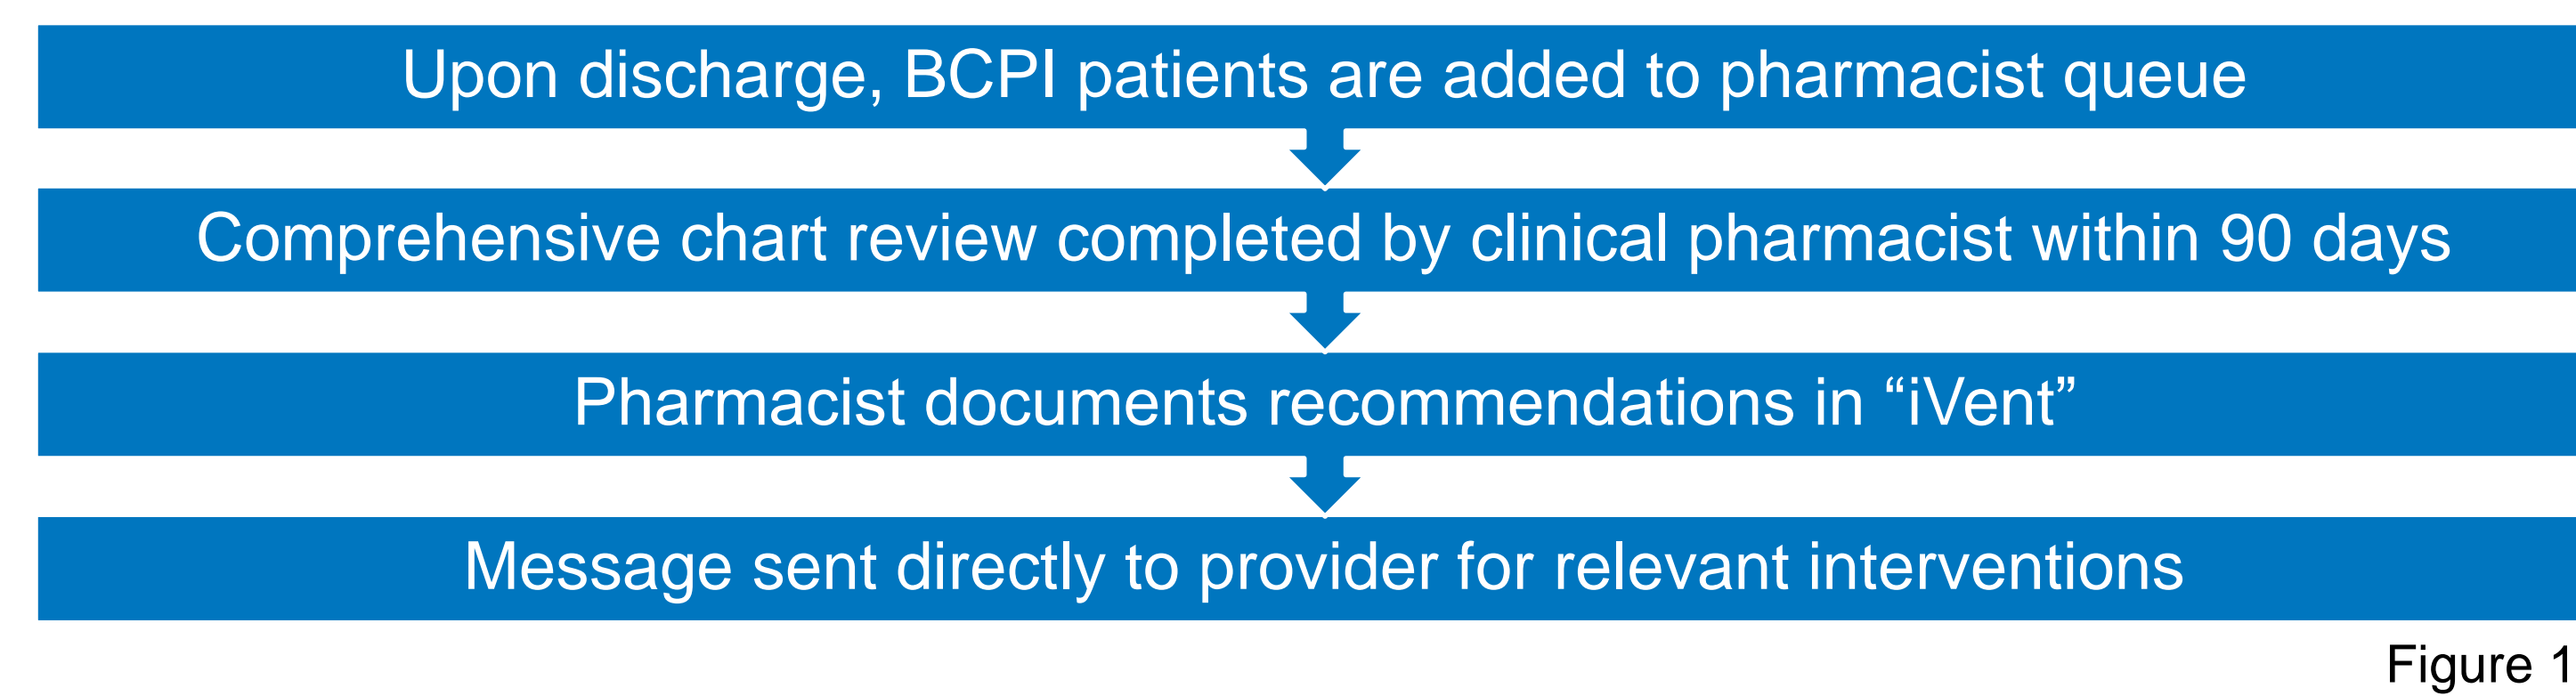 Upon discharge, BCPI patients are added to pharmacist queue
Comprehensive chart review completed by clinical pharmacist within 90 days
Pharmacist documents recommendations in “iVent”
Message sent directly to provider for relevant interventions
Figure 1